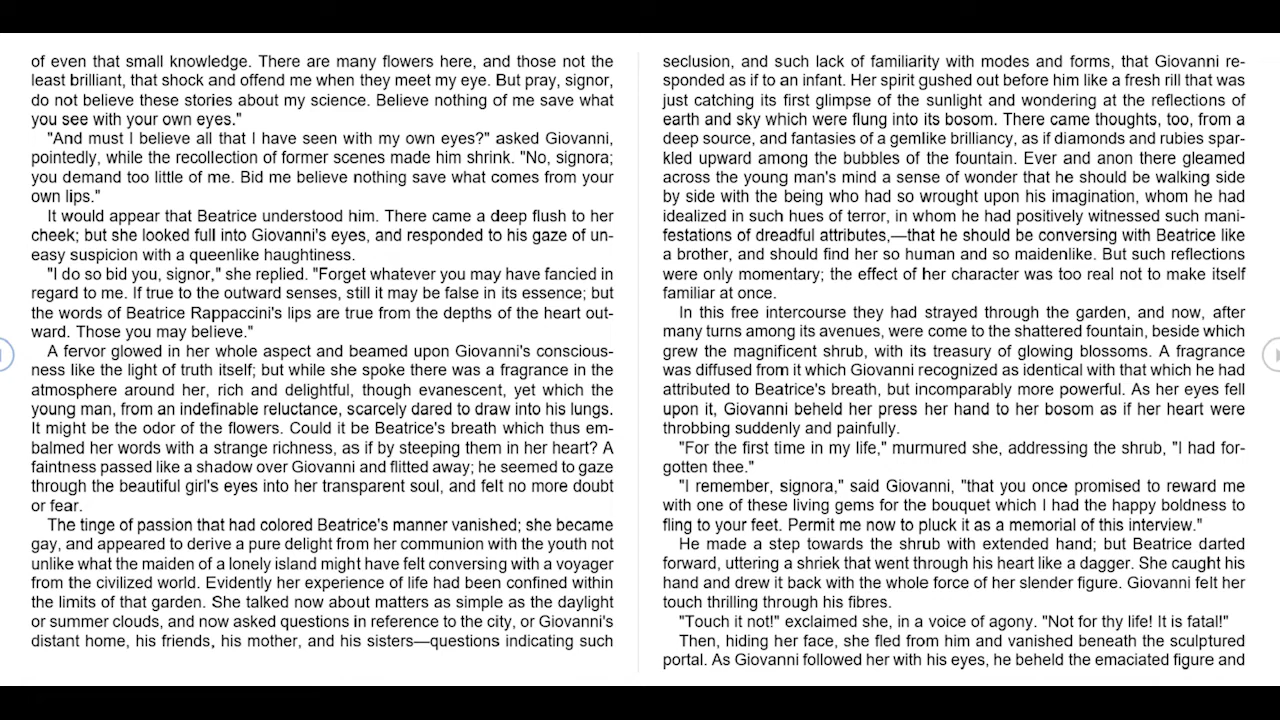 of even that small knowledge. There are many flowers here, and those not the
least brilliant, that shock and offend me when they meet my eye. But pray, signor,
do not believe these stories about my science. Believe nothing of me save what
you see with your own eyes."
"And must I believe all that I have seen with my own eyes?" asked Giovanni,
pointedly, while the recollection of former scenes made him shrink. "No, signora;
you demand too little of me. Bid me believe nothing save what comes from your
own lips."
It would appear that Beatrice understood him. There came a deep flush to her
cheek; but she looked full into Giovanni's eyes, and responded to his gaze of un-
easy suspicion with a queenlike haughtiness.
"I do so bid you, signor," she replied. "Forget whatever you may have fancied in
regard to me. If true to the outward senses, still it may be false in its essence; but
the words of Beatrice Rappaccini's lips are true from the depths of the heart out-
ward. Those you may believe."
A fervor glowed in her whole aspect and beamed upon Giovanni's conscious-
ness like the light of truth itself; but while she spoke there was a fragrance in the
atmosphere around her, rich and delightful, though evanescent, yet which the
young man, from an indefinable reluctance, scarcely dared to draw into his lungs.
It might be the odor of the flowers. Could it be Beatrice's breath which thus em-
balmed her words with a strange richness, as if by steeping them in her heart? A
faintness passed like a shadow over Giovanni and flitted away; he seemed to gaze
through the beautiful girl's eyes into her transparent soul, and felt no more doubt
or fear.
The tinge of passion that had colored Beatrice's manner vanished; she became
gay, and appeared to derive a pure delight from her communion with the youth not
unlike what the maiden of a lonely island might have felt conversing with a voyager
from the civilized world. Evidently her experience of life had been confined within
the limits of that garden. She talked now about matters as simple as the daylight
or summer clouds, and now asked questions in reference to the city, or Giovanni's
distant home, his friends, his mother, and his sisters—questions indicating such
seclusion, and such lack of familiarity with modes and forms, that Giovanni re-
sponded as if to an infant. Her spirit gushed out before him like a fresh rill that was
just catching its first glimpse of the sunlight and wondering at the reflections of
earth and sky which were flung into its bosom. There came thoughts, too, from a
deep source, and fantasies of a gemlike brilliancy, as if diamonds and rubies spar-
kled upward among the bubbles of the fountain. Ever and anon there gleamed
across the young man's mind a sense of wonder that he should be walking side
by side with the being who had so wrought upon his imagination, whom he had
idealized in such hues of terror, in whom he had positively witnessed such mani-
festations of dreadful attributes,—that he should be conversing with Beatrice like
a brother, and should find her so human and so maidenlike. But such reflections
were only momentary; the effect of her character was too real not to make itself
familiar at once.
In this free intercourse they had strayed through the garden, and now, after
many turns among its avenues, were come to the shattered fountain, beside which
grew the magnificent shrub, with its treasury of glowing blossoms. A fragrance
was diffused from it which Giovanni recognized as identical with that which he had
attributed to Beatrice's breath, but incomparably more powerful. As her eyes fell
upon it, Giovanni beheld her press her hand to her bosom as if her heart were
throbbing suddenly and painfully.
"For the first time in my life," murmured she, addressing the shrub, "I had for-
gotten thee."
"I remember, signora," said Giovanni, "that you once promised to reward me
with one of these living gems for the bouquet which I had the happy boldness to
fling to your feet. Permit me now to pluck it as a memorial of this interview."
He made a step towards the shrub with extended hand; but Beatrice darted
forward, uttering a shriek that went through his heart like a dagger. She caught his
hand and drew it back with the whole force of her slender figure. Giovanni felt her
touch thrilling through his fibres.
"Touch it not!" exclaimed she, in a voice of agony. "Not for thy life! It is fatal!"
Then, hiding her face, she fled from him and vanished beneath the sculptured
portal. As Giovanni followed her with his eyes, he beheld the emaciated figure and